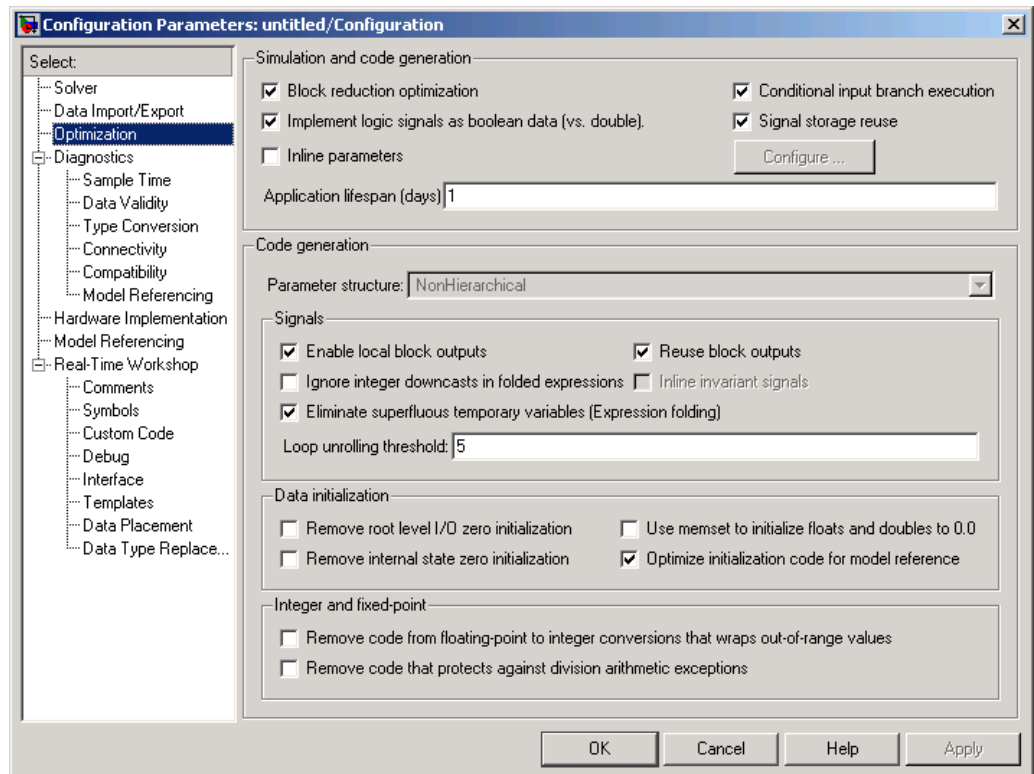 Configuration Parameters: untitled/Configuration
Select:
Solver
Data Import/Export
Optimization
Diagnostics
Sample Time
Data Validity
Type Conversion
Connectivity
Compatibility
Model Referencing
Hardware Implementation
Model Referencing
Real-Time Workshop
Comments
Symbols
Custom Code
Debug
Interface
Templates
Data Placement
Data Type Replace...
Simulation and code generation
Block reduction optimization
Conditional input branch execution
Implement logic signals as boolean data (vs. double).
Signal storage reuse
Inline parameters
Configure ...
Application lifespan (days) 1
Code generation
Parameter structure: NonHierarchical
Signals
Enable local block outputs
Reuse block outputs
Ignore integer downcasts in folded expressions
Inline invariant signals
Eliminate superfluous temporary variables (Expression folding)
Loop unrolling threshold: 5
Data initialization
Remove root level I/O zero initialization
Use memset to initialize floats and doubles to 0.0
Remove internal state zero initialization
Optimize initialization code for model reference
Integer and fixed-point
Remove code from floating-point to integer conversions that wraps out-of-range values
Remove code that protects against division arithmetic exceptions
OK
Cancel
Help
Apply